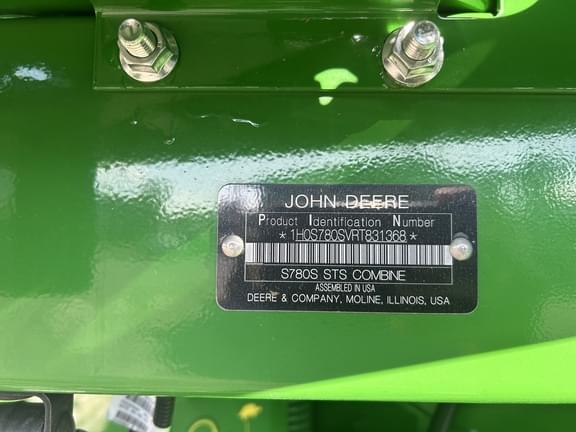 JOHN DEERE
Product Identification Number
*1H0S780SVRT831368*
S780S STS COMBINE
ASSEMBLED IN USA
DEERE & COMPANY, MOLINE, ILLINOIS, USA